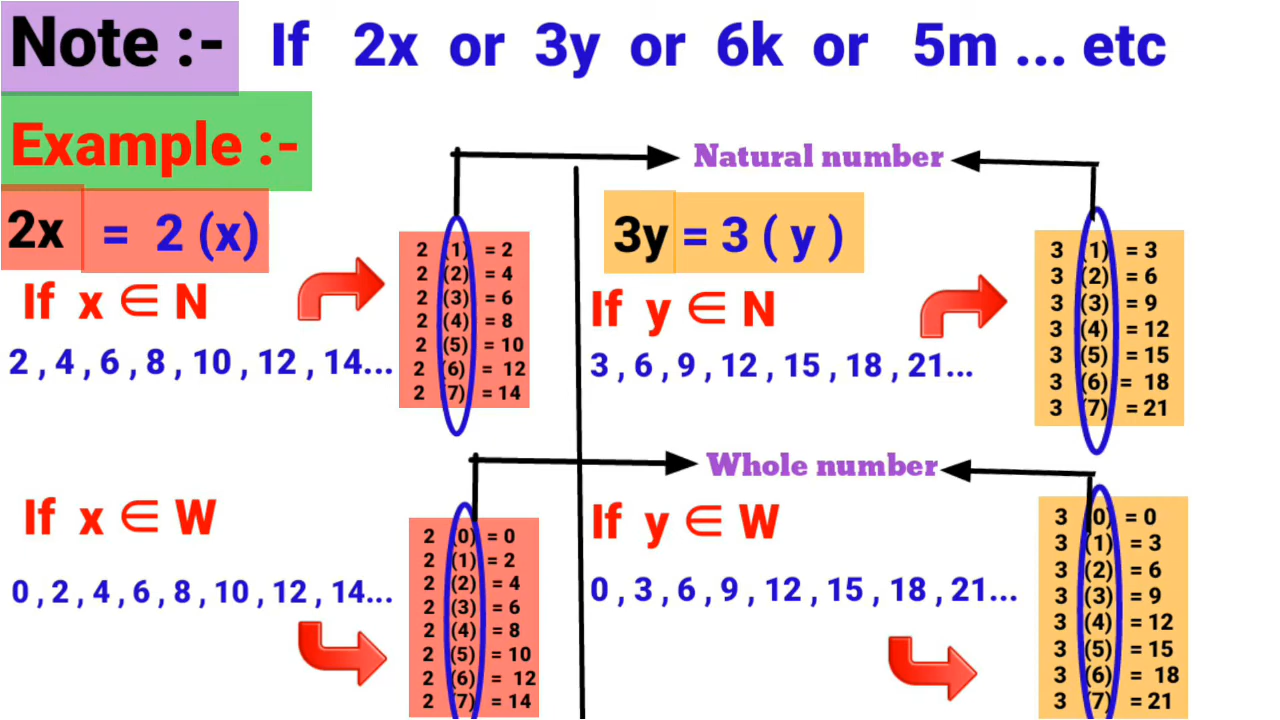 Note :- If 2x or 3y or 6k or 5m ... etc
Example :-
Natural number
2x = 2 (x)
If x ∈ N
2 , 4 , 6 , 8 , 10 , 12 , 14...
2 (1) = 2
2 (2) = 4
2 (3) = 6
2 (4) = 8
2 (5) = 10
2 (6) = 12
2 (7) = 14
3y = 3 ( y )
If y ∈ N
3 , 6 , 9 , 12 , 15 , 18 , 21...
3 (1) = 3
3 (2) = 6
3 (3) = 9
3 (4) = 12
3 (5) = 15
3 (6) = 18
3 (7) = 21
Whole number
If x ∈ W
0 , 2 , 4 , 6 , 8 , 10 , 12 , 14...
2 (0) = 0
2 (1) = 2
2 (2) = 4
2 (3) = 6
2 (4) = 8
2 (5) = 10
2 (6) = 12
2 (7) = 14
If y ∈ W
0 , 3 , 6 , 9 , 12 , 15 , 18 , 21...
3 (0) = 0
3 (1) = 3
3 (2) = 6
3 (3) = 9
3 (4) = 12
3 (5) = 15
3 (6) = 18
3 (7) = 21